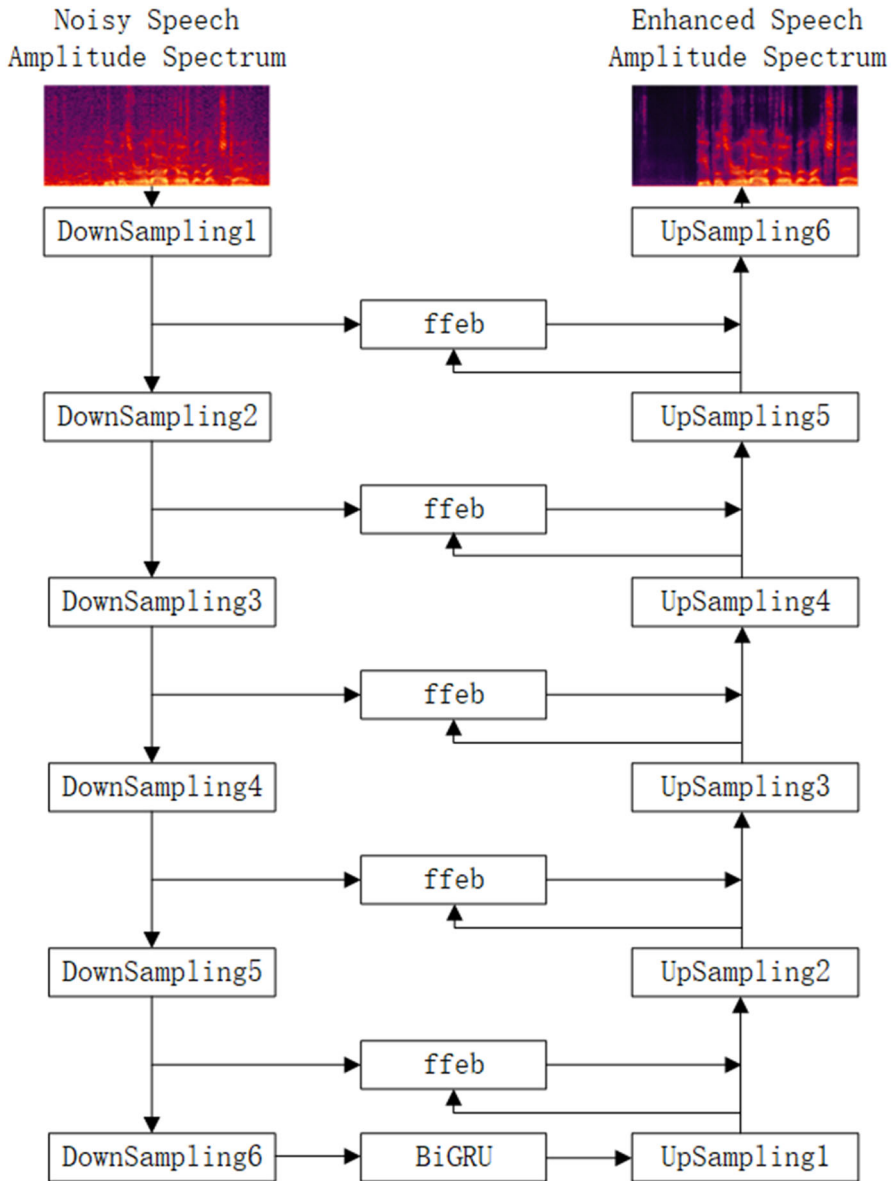 Noisy Speech
Amplitude Spectrum
Enhanced Speech
Amplitude Spectrum
DownSampling1
UpSampling6
ffeb
DownSampling2
UpSampling5
ffeb
DownSampling3
UpSampling4
ffeb
DownSampling4
UpSampling3
ffeb
DownSampling5
UpSampling2
ffeb
DownSampling6
BiGRU
UpSampling1